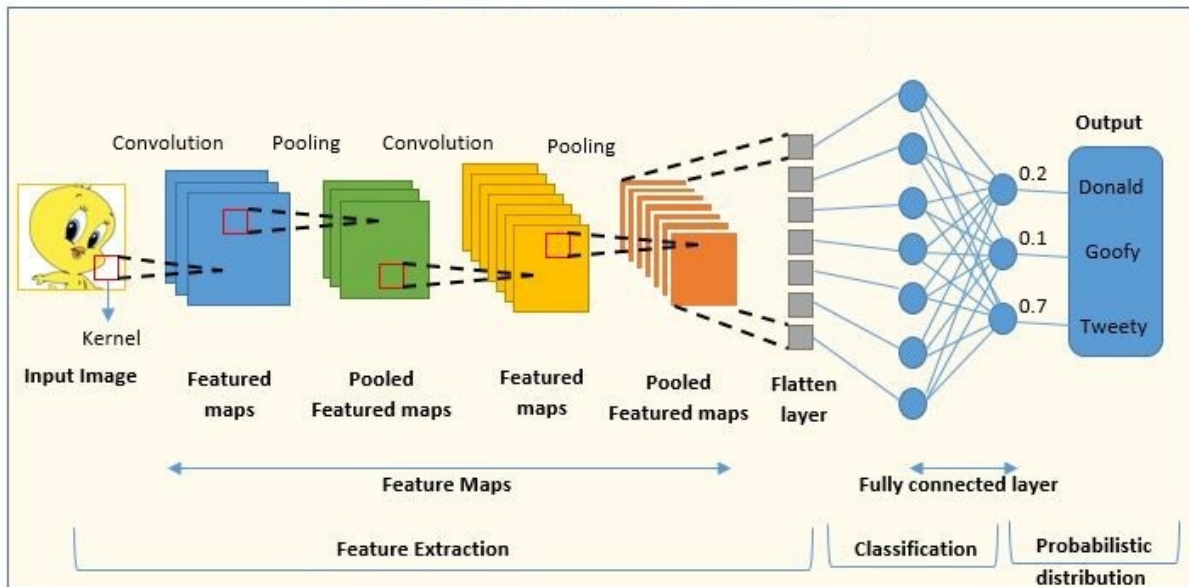 Convolution
Pooling
Convolution
Pooling
Output
0.2
Donald
0.1
Goofy
0.7
Tweety
Kernel
Input Image
Featured
maps
Pooled
Featured maps
Featured
maps
Pooled
Featured maps
Flatten
layer
Feature Maps
Fully connected layer
Feature Extraction
Classification
Probabilistic
distribution